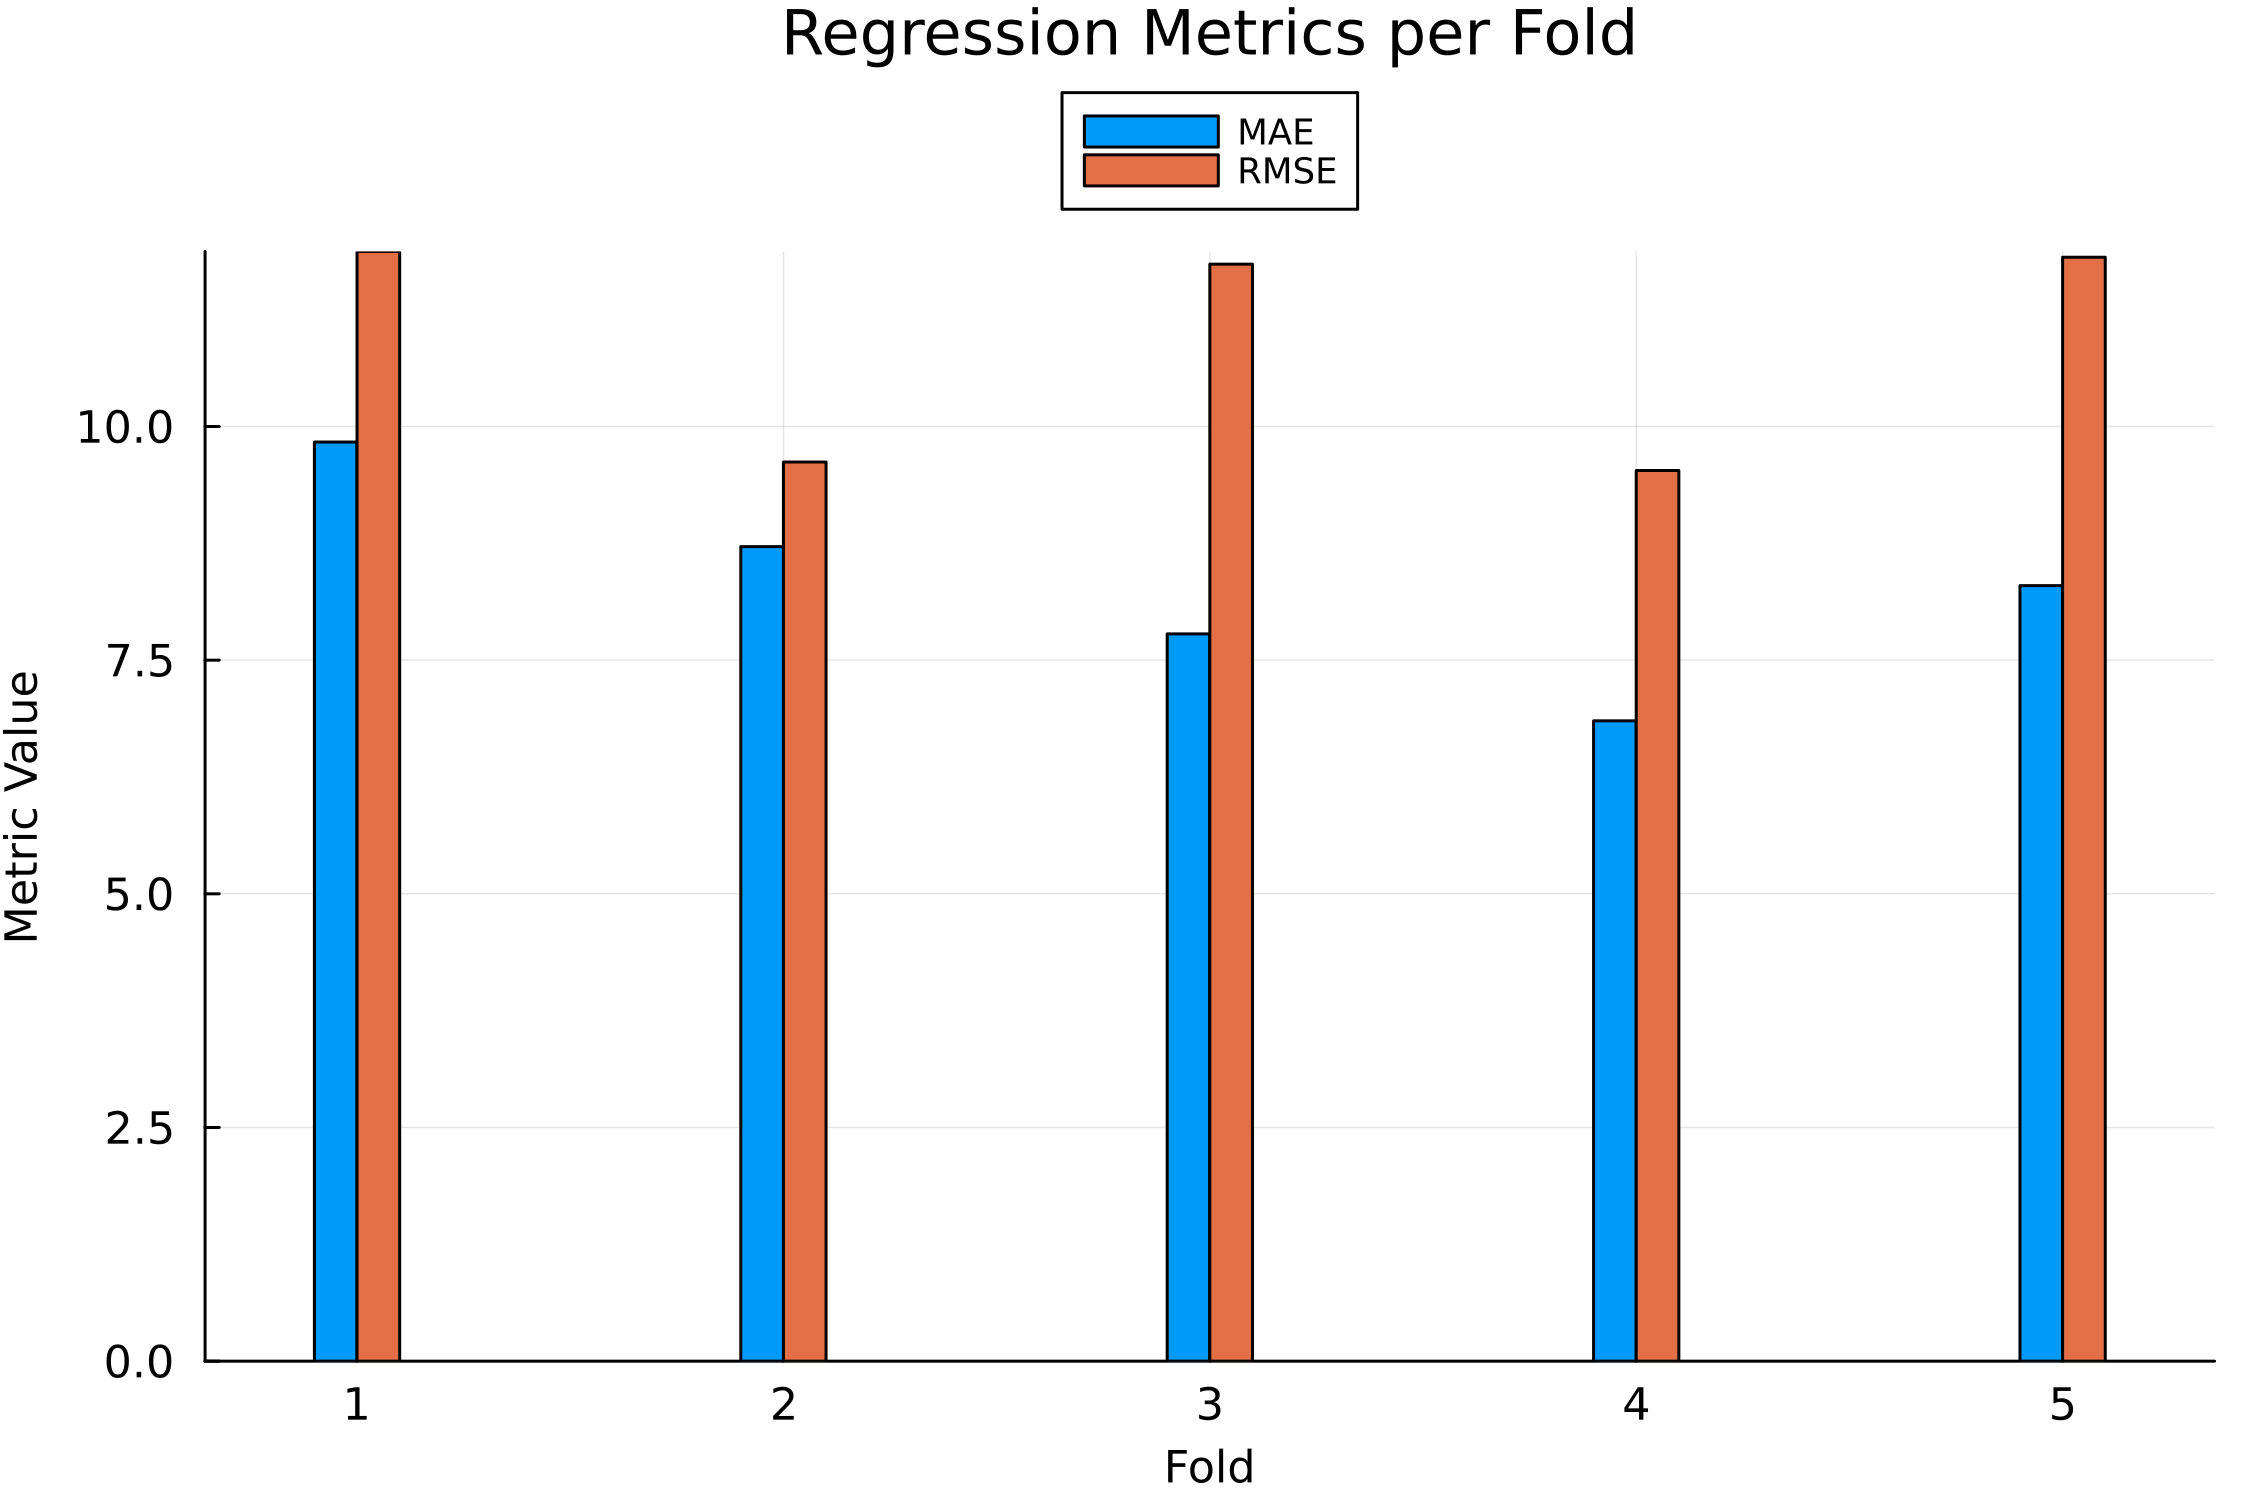 Regression Metrics per Fold
MAE
RMSE
10.0
7.5
5.0
2.5
0.0
Metric Value
1 2 3 4 5
Fold